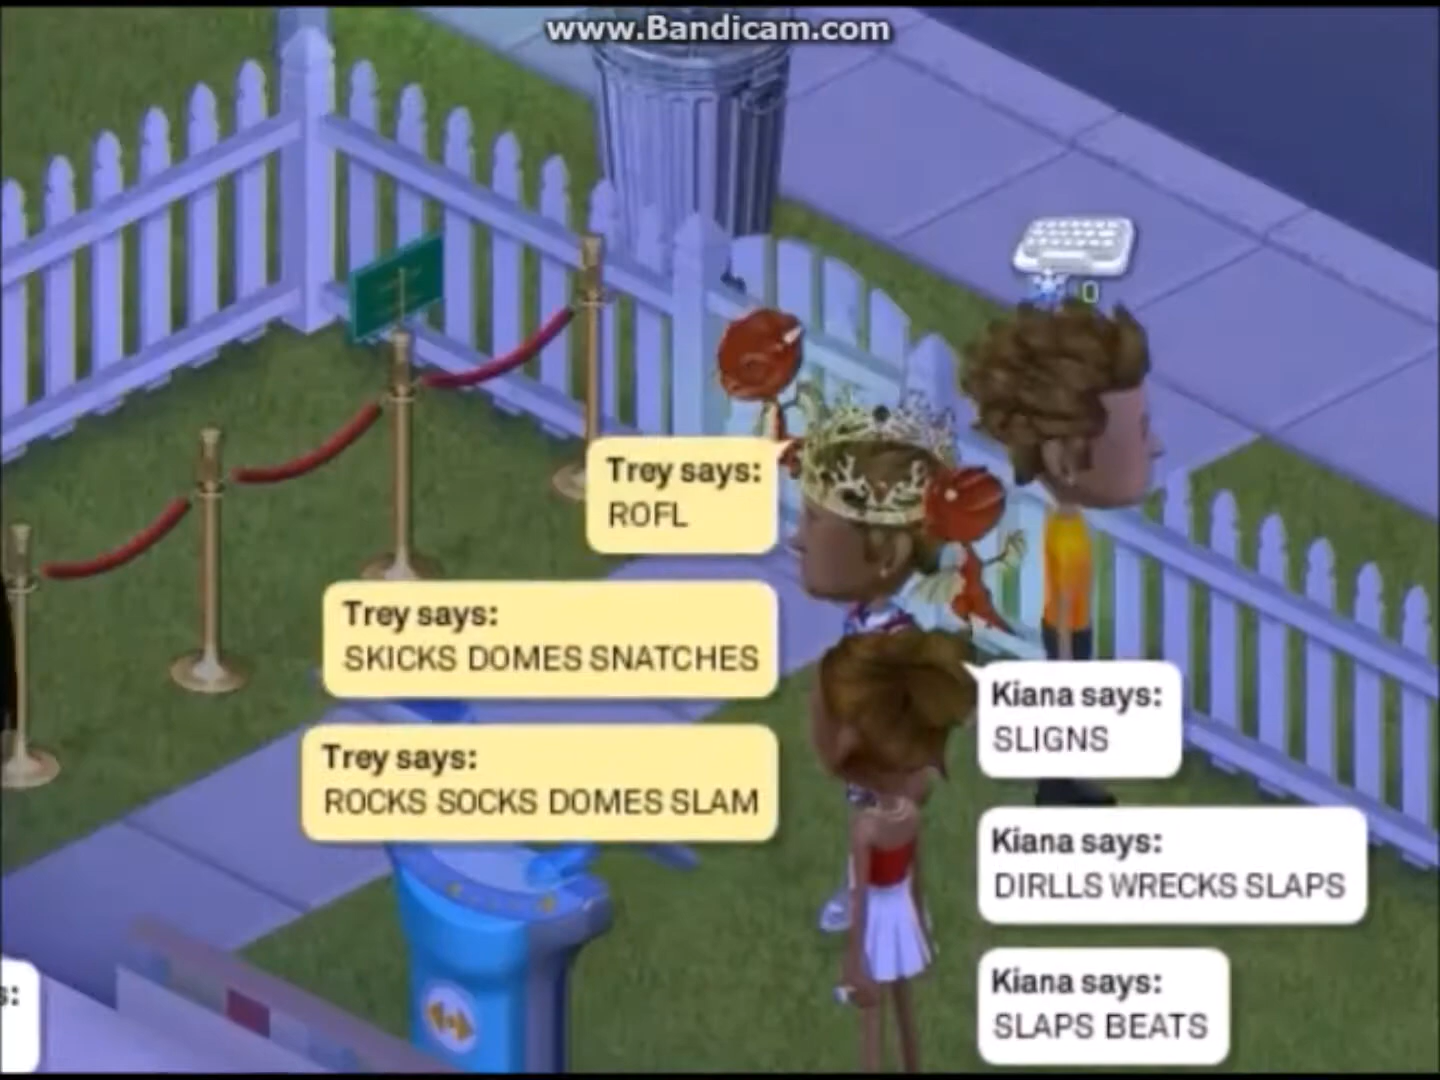 www.Bandicam.com
0
Trey says:
ROFL
Trey says:
SKICKS DOMES SNATCHES
Trey says:
ROCKS SOCKS DOMES SLAM
Kiana says:
SLIGNS
Kiana says:
DIRLLS WRECKS SLAPS
Kiana says:
SLAPS BEATS
s: